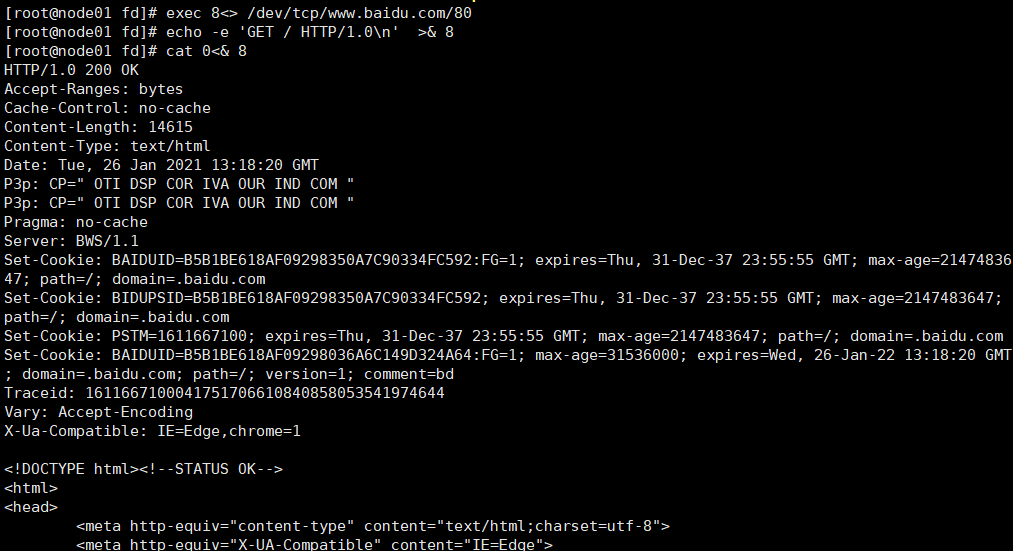 [root@node01 fd]# exec 8<> /dev/tcp/www.baidu.com/80
[root@node01 fd]# echo -e 'GET / HTTP/1.0\n'  >& 8
[root@node01 fd]# cat 0<& 8
HTTP/1.0 200 OK
Accept-Ranges: bytes
Cache-Control: no-cache
Content-Length: 14615
Content-Type: text/html
Date: Tue, 26 Jan 2021 13:18:20 GMT
P3p: CP=" OTI DSP COR IVA OUR IND COM "
P3p: CP=" OTI DSP COR IVA OUR IND COM "
Pragma: no-cache
Server: BWS/1.1
Set-Cookie: BAIDUID=B5B1BE618AF09298350A7C90334FC592:FG=1; expires=Thu, 31-Dec-37 23:55:55 GMT; max-age=21474836
47; path=/; domain=.baidu.com
Set-Cookie: BIDUPSID=B5B1BE618AF09298350A7C90334FC592; expires=Thu, 31-Dec-37 23:55:55 GMT; max-age=2147483647;
path=/; domain=.baidu.com
Set-Cookie: PSTM=1611667100; expires=Thu, 31-Dec-37 23:55:55 GMT; max-age=2147483647; path=/; domain=.baidu.com
Set-Cookie: BAIDUID=B5B1BE618AF09298036A6C149D324A64:FG=1; max-age=31536000; expires=Wed, 26-Jan-22 13:18:20 GMT
; domain=.baidu.com; path=/; version=1; comment=bd
Traceid: 1611667100041751706610840858053541974644
Vary: Accept-Encoding
X-Ua-Compatible: IE=Edge,chrome=1

<!DOCTYPE html><!--STATUS OK-->
<html>
<head>
        <meta http-equiv="content-type" content="text/html;charset=utf-8">
        <meta http-equiv="X-UA-Compatible" content="IE=Edge">